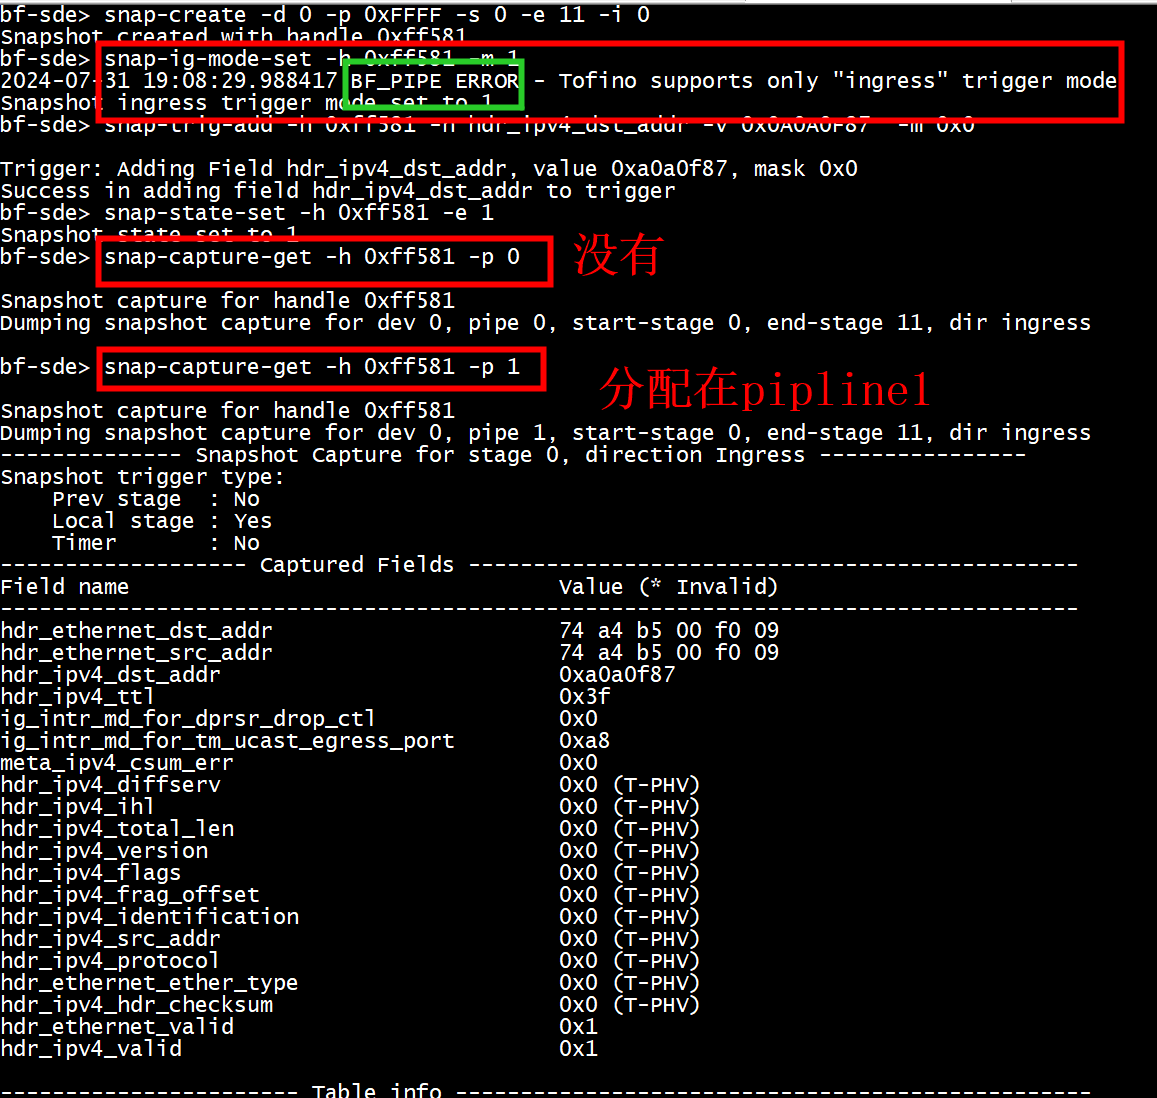 bf-sde> snap-create -d 0 -p 0xFFFF -s 0 -e 11 -i 0
Snapshot created with handle 0xff581
bf-sde> snap-ig-mode-set -h 0xff581 -m 1
2024-07-31 19:08:29.988417 BF_PIPE ERROR - Tofino supports only "ingress" trigger mode
Snapshot ingress trigger mode set to 1
bf-sde> snap-trig-add -h 0xff581 -n hdr_ipv4_dst_addr -v 0x0A0A0F87 -m 0x0
Trigger: Adding Field hdr_ipv4_dst_addr, value 0xa0a0f87, mask 0x0
Success in adding field hdr_ipv4_dst_addr to trigger
bf-sde> snap-state-set -h 0xff581 -e 1
Snapshot state set to 1
bf-sde> snap-capture-get -h 0xff581 -p 0 没有
Snapshot capture for handle 0xff581
Dumping snapshot capture for dev 0, pipe 0, start-stage 0, end-stage 11, dir ingress
bf-sde> snap-capture-get -h 0xff581 -p 1
分配在pipline1
Snapshot capture for handle 0xff581
Dumping snapshot capture for dev 0, pipe 1, start-stage 0, end-stage 11, dir ingress
-------------- Snapshot Capture for stage 0, direction Ingress ----------------
Snapshot trigger type:
Prev stage : No
Local stage : Yes
Timer : No
------------------- Captured Fields -----------------------------------------------
Field name Value (* Invalid)
-----------------------------------------------------------------------------------
hdr_ethernet_dst_addr 74 a4 b5 00 f0 09
hdr_ethernet_src_addr 74 a4 b5 00 f0 09
hdr_ipv4_dst_addr 0xa0a0f87
hdr_ipv4_ttl 0x3f
ig_intr_md_for_dprsr_drop_ctl 0x0
ig_intr_md_for_tm_ucast_egress_port 0xa8
meta_ipv4_csum_err 0x0
hdr_ipv4_diffserv 0x0 (T-PHV)
hdr_ipv4_ihl 0x0 (T-PHV)
hdr_ipv4_total_len 0x0 (T-PHV)
hdr_ipv4_version 0x0 (T-PHV)
hdr_ipv4_flags 0x0 (T-PHV)
hdr_ipv4_frag_offset 0x0 (T-PHV)
hdr_ipv4_identification 0x0 (T-PHV)
hdr_ipv4_src_addr 0x0 (T-PHV)
hdr_ipv4_protocol 0x0 (T-PHV)
hdr_ethernet_ether_type 0x0 (T-PHV)
hdr_ipv4_hdr_checksum 0x0 (T-PHV)
hdr_ethernet_valid 0x1
hdr_ipv4_valid 0x1
----------------------- Table info -------------------------------------------------